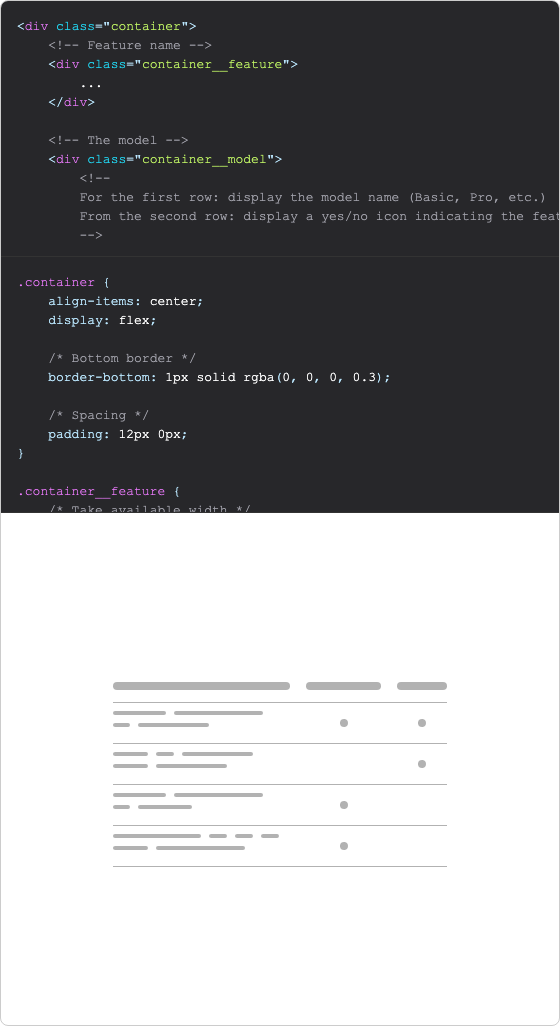 <div class="container">
<!-- Feature name -->
<div class="container__feature">
...
</div>
<!-- The model -->
<div class="container__model">
<!--
For the first row: display the model name (Basic, Pro, etc.)
From the second row: display a yes/no icon indicating the
-->
.container {
align-items: center;
display: flex;
/* Bottom border */
border-bottom: 1px solid rgba(0, 0, 0, 0.3);
/* Spacing */
padding: 12px 0px;
}
.container__feature {
/* Take available width */